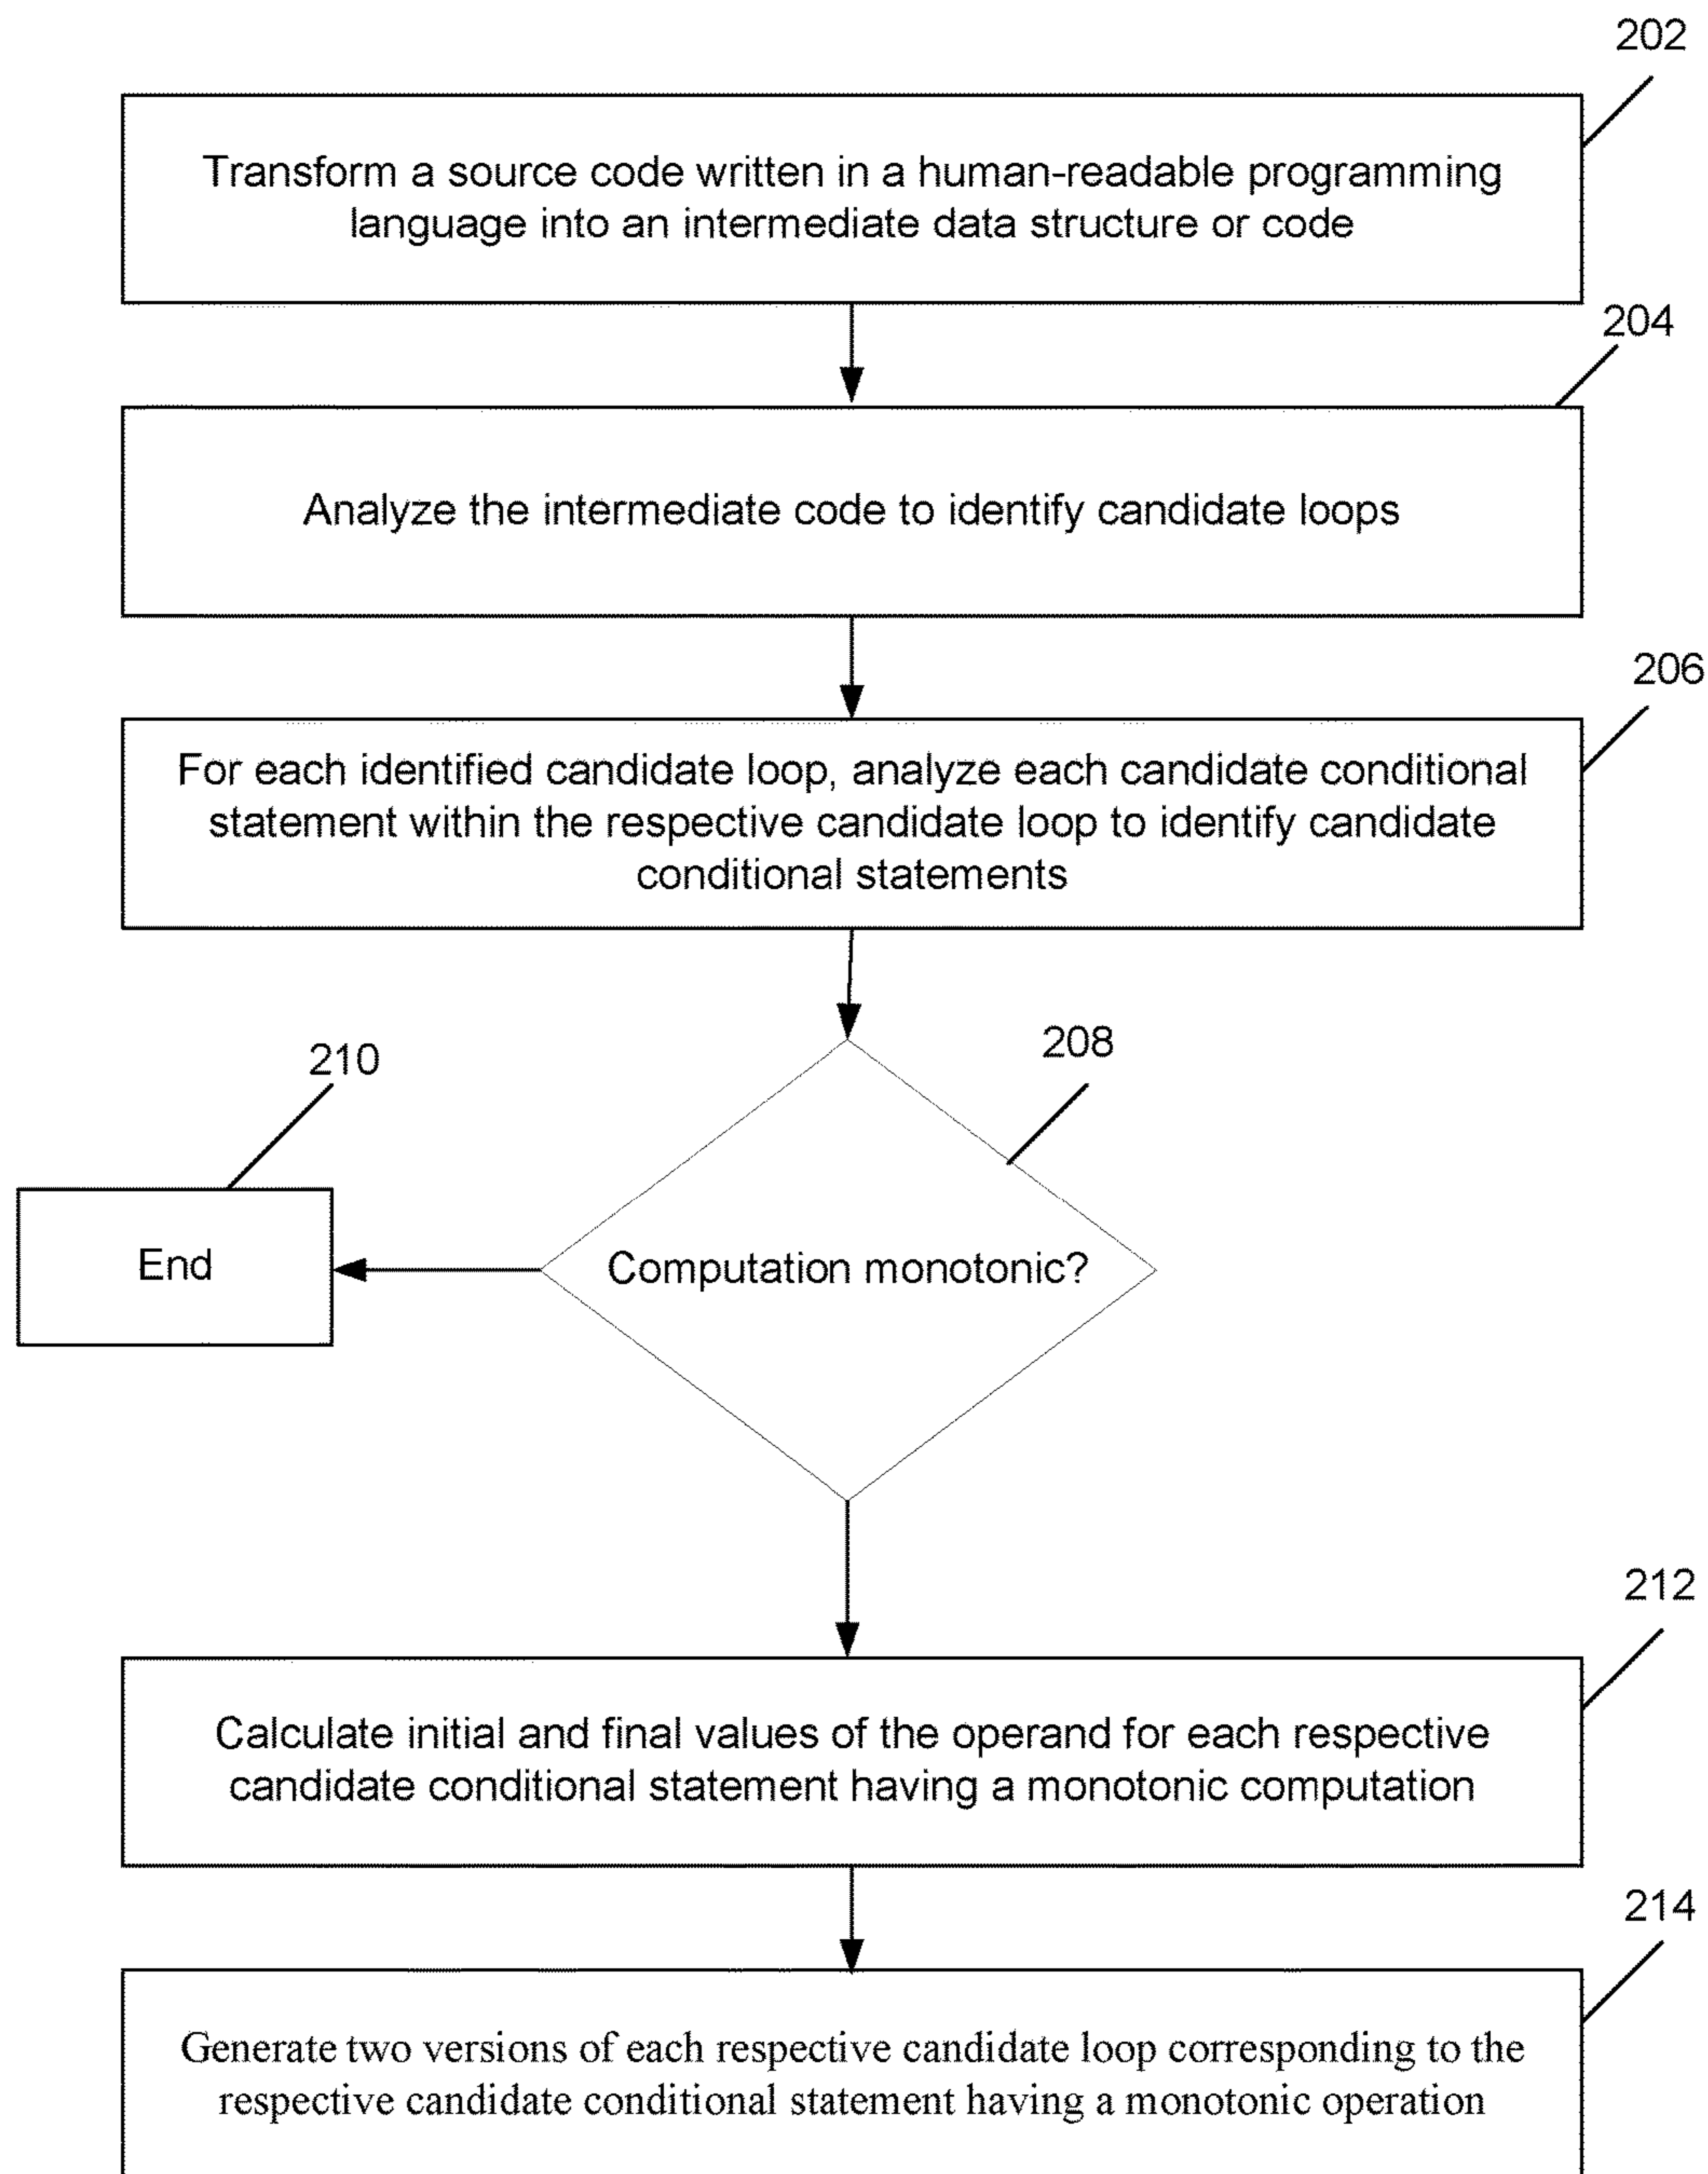 202
Transform a source code written in a human-readable programming
language into an intermediate data structure or code
204
Analyze the intermediate code to identify candidate loops
206
For each identified candidate loop, analyze each candidate conditional
statement within the respective candidate loop to identify candidate
conditional statements
208
210
End
Computation monotonic?
212
Calculate initial and final values of the operand for each respective
candidate conditional statement having a monotonic computation
214
Generate two versions of each respective candidate loop corresponding to the
respective candidate conditional statement having a monotonic operation